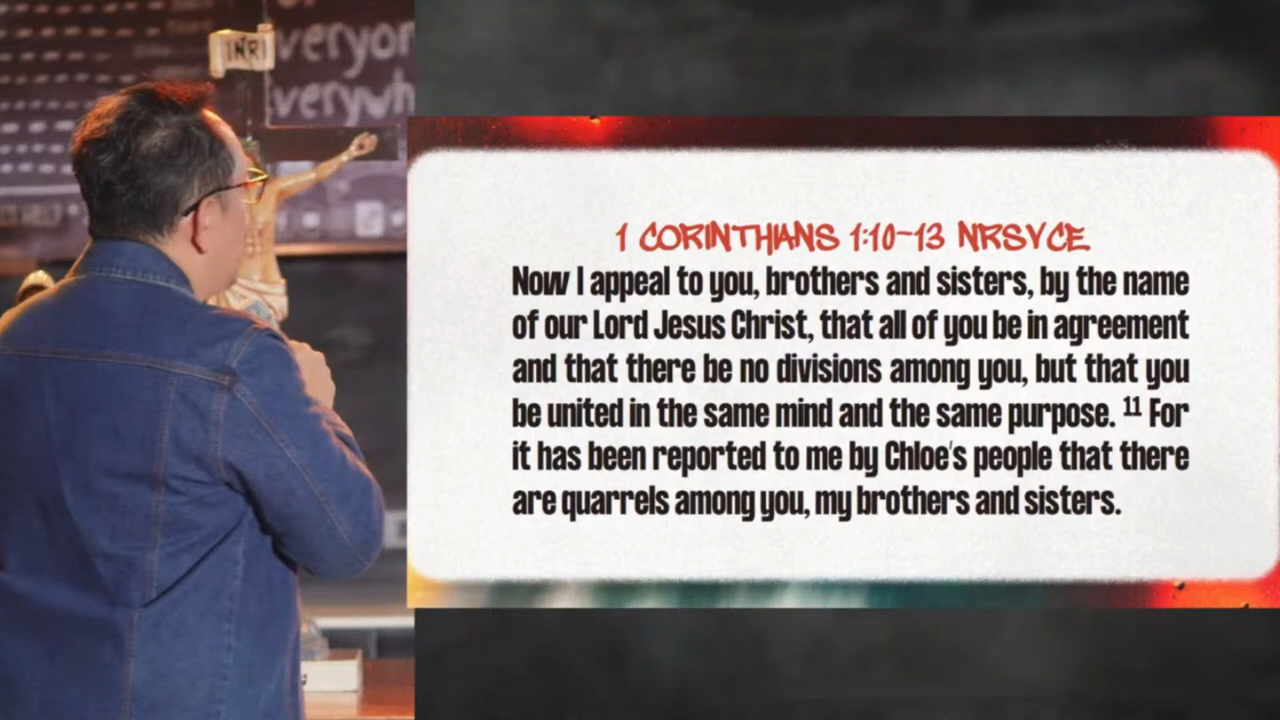 INRI
veryon
verywh
1 CORINTHIANS 1:10-13 NRSVCE
Now I appeal to you, brothers and sisters, by the name
of our Lord Jesus Christ, that all of you be in agreement
and that there be no divisions among you, but that you
be united in the same mind and the same purpose. ¹¹ For
it has been reported to me by Chloe's people that there
are quarrels among you, my brothers and sisters.